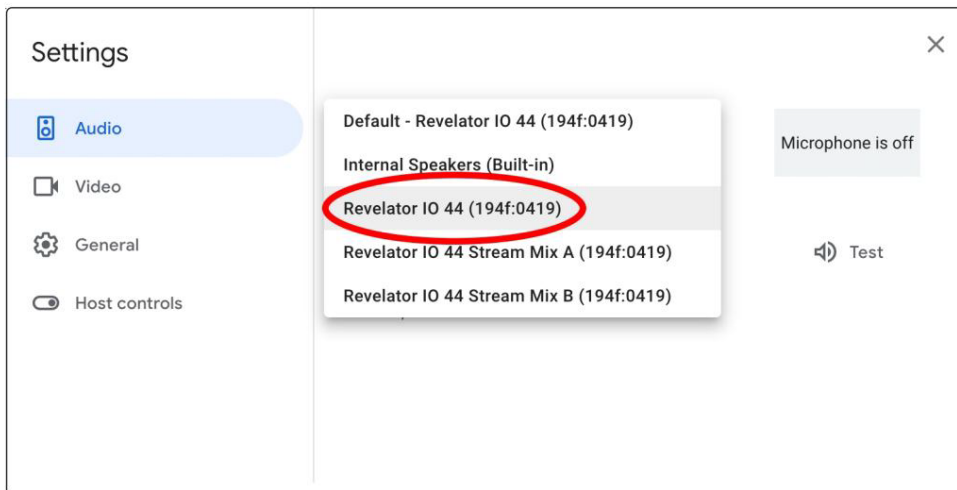 Settings
Audio
Video
General
Host controls
Default - Revelator IO 44 (194f:0419)
Internal Speakers (Built-in)
Revelator IO 44 (194f:0419)
Revelator IO 44 Stream Mix A (194f:0419)
Revelator IO 44 Stream Mix B (194f:0419)
Microphone is off
Test